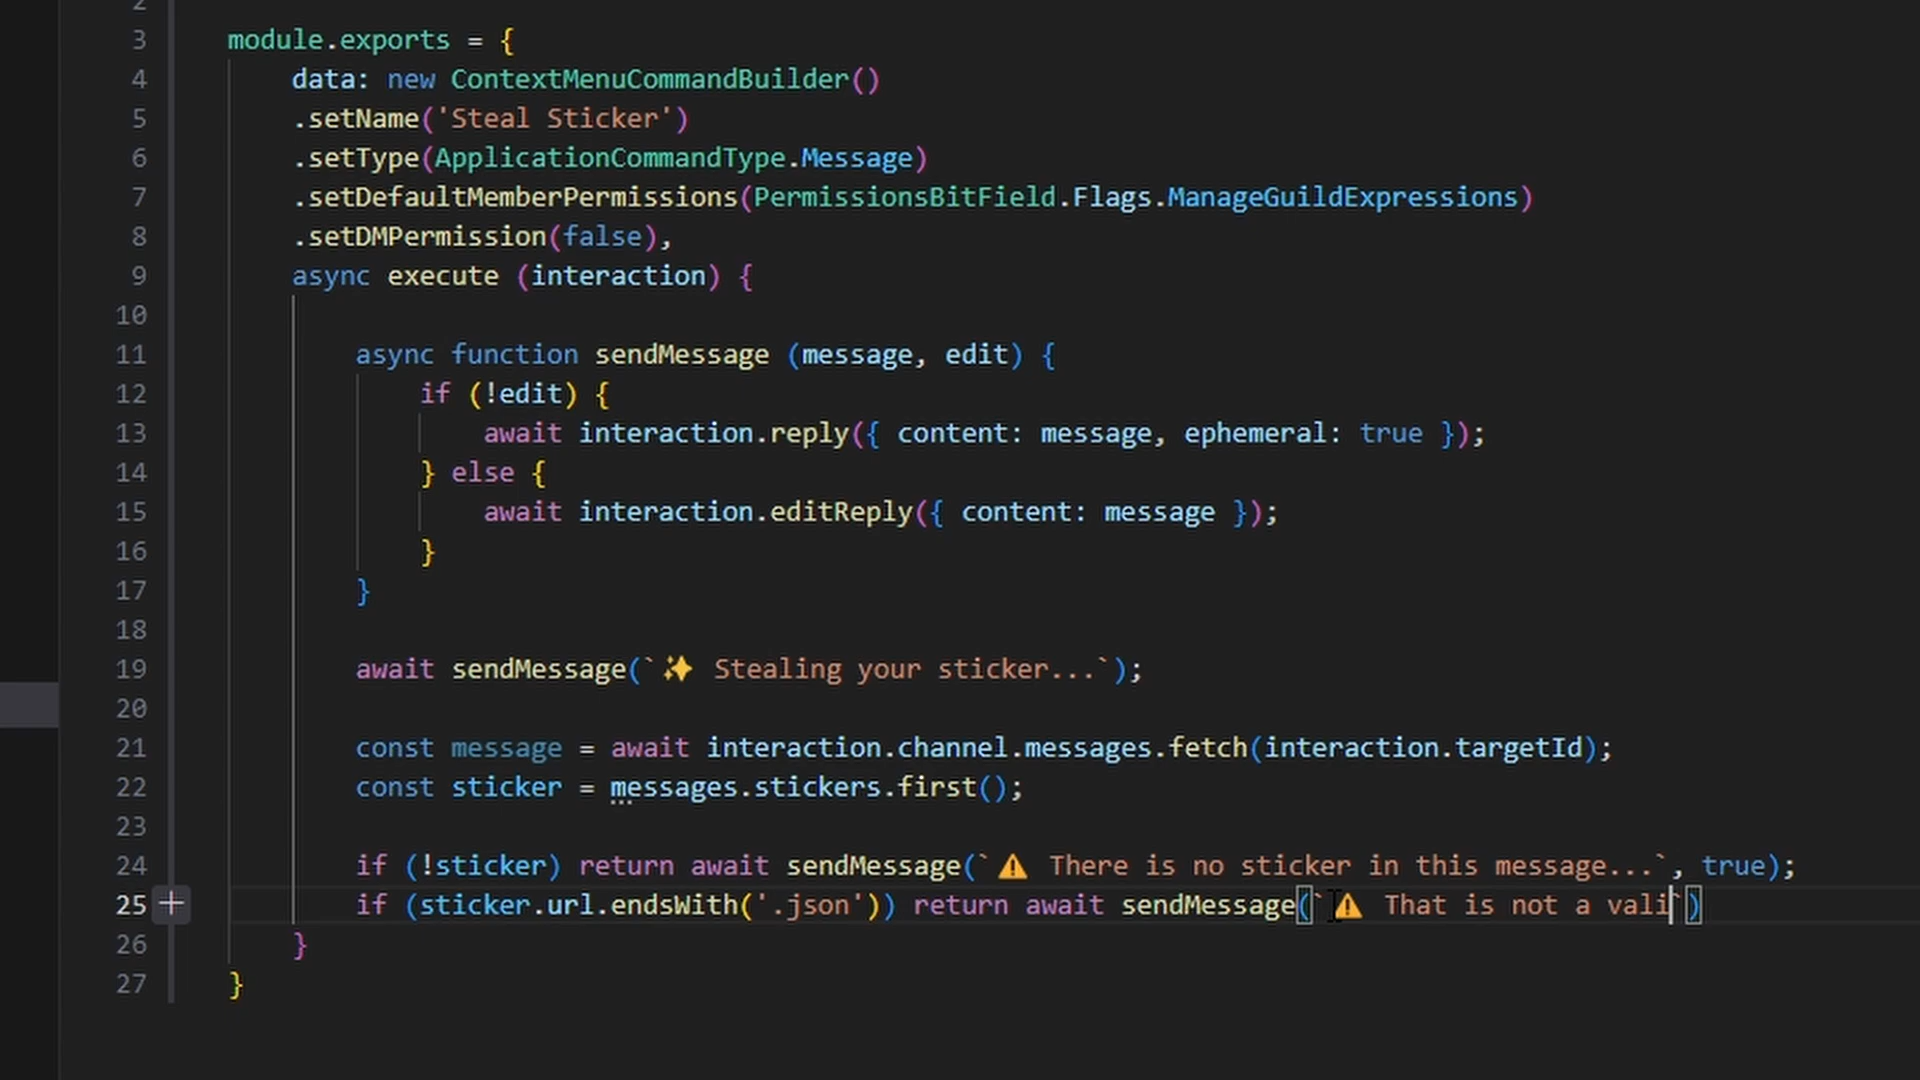 2
3 module.exports = {
4 data: new ContextMenuCommandBuilder()
5 .setName('Steal Sticker')
6 .setType(ApplicationCommandType.Message)
7 .setDefaultMemberPermissions(PermissionsBitField.Flags.ManageGuildExpressions)
8 .setDMPermission(false),
9 async execute (interaction) {
10
11 async function sendMessage (message, edit) {
12 if (!edit) {
13 await interaction.reply({ content: message, ephemeral: true });
14 } else {
15 await interaction.editReply({ content: message });
16 }
17 }
18
19 await sendMessage(`✨ Stealing your sticker...`);
20
21 const message = await interaction.channel.messages.fetch(interaction.targetId);
22 const sticker = messages.stickers.first();
23
24 if (!sticker) return await sendMessage(`⚠️ There is no sticker in this message...`, true);
25 if (sticker.url.endsWith('.json')) return await sendMessage(`⚠️ That is not a vali`)
26 }
27 }